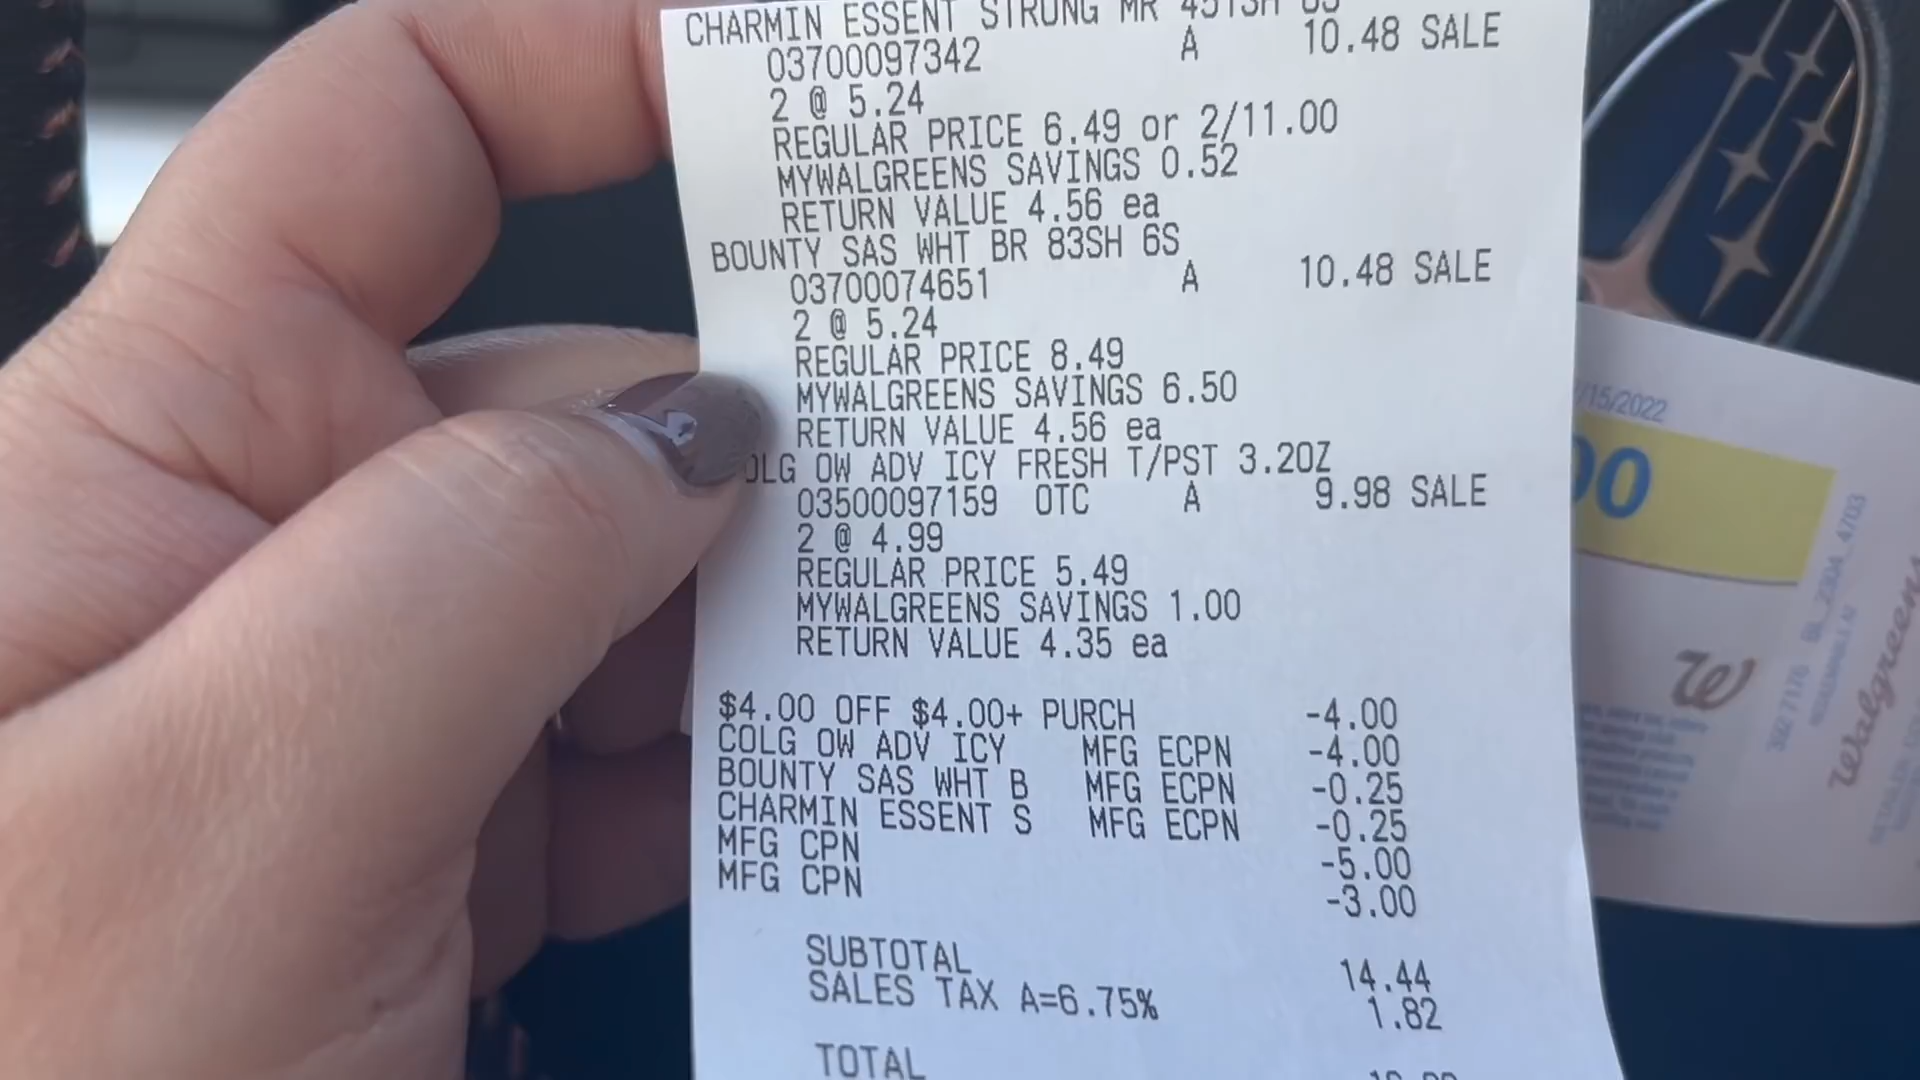 CHARMIN ESSENT STRONG MR 451SH 6S
03700097342 A 10.48 SALE
2 @ 5.24
REGULAR PRICE 6.49 or 2/11.00
MYWALGREENS SAVINGS 0.52
RETURN VALUE 4.56 ea
BOUNTY SAS WHT BR 83SH 6S
03700074651 A 10.48 SALE
2 @ 5.24
REGULAR PRICE 8.49
MYWALGREENS SAVINGS 6.50
RETURN VALUE 4.56 ea
OLG OW ADV ICY FRESH T/PST 3.2OZ
03500097159 OTC A 9.98 SALE
2 @ 4.99
REGULAR PRICE 5.49
MYWALGREENS SAVINGS 1.00
RETURN VALUE 4.35 ea
$4.00 OFF $4.00+ PURCH -4.00
COLG OW ADV ICY MFG ECPN -4.00
BOUNTY SAS WHT B MFG ECPN -0.25
CHARMIN ESSENT S MFG ECPN -0.25
MFG CPN -5.00
MFG CPN -3.00
SUBTOTAL 14.44
SALES TAX A=6.75% 1.82
TOTAL
/15/2022
00
W
Walgreens